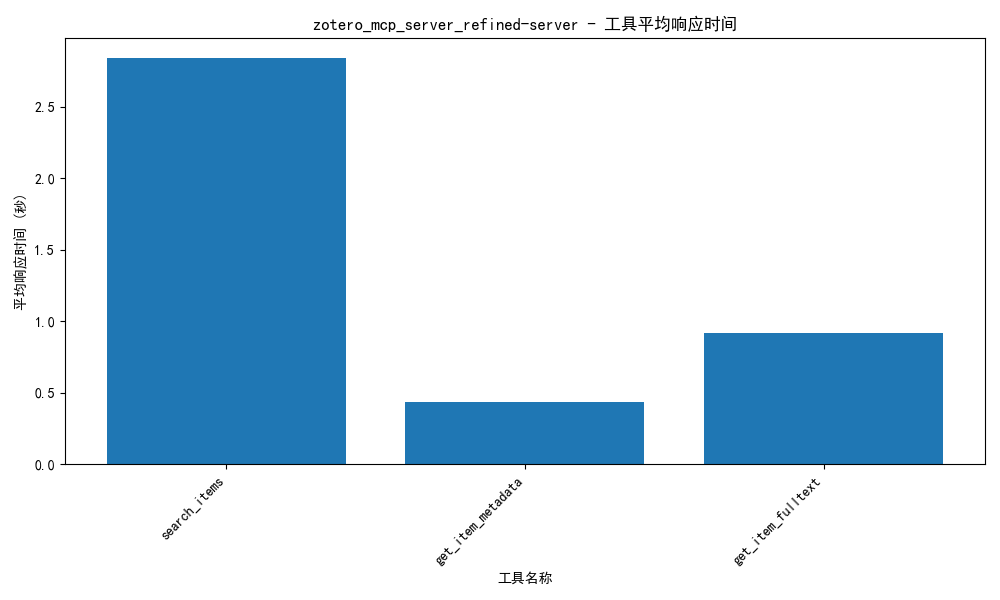 zotero_mcp_server_refined-server - 工具平均响应时间
平均响应时间 (秒)
2.5
2.0
1.5
1.0
0.5
0.0
search_items
get_item_metadata
get_item_fulltext
工具名称